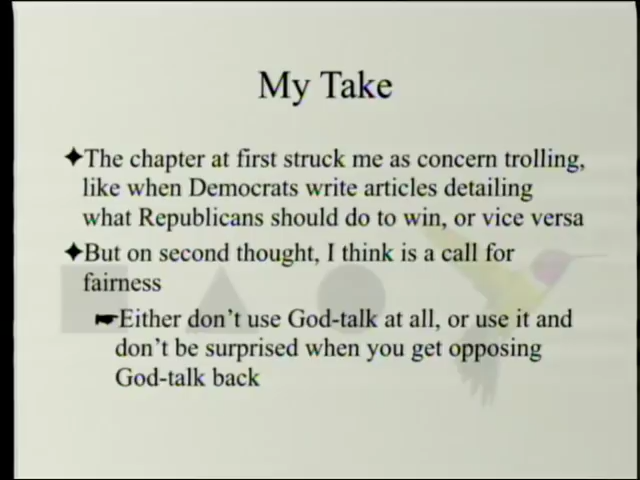 My Take
The chapter at first struck me as concern trolling,
like when Democrats write articles detailing
what Republicans should do to win, or vice versa
But on second thought, I think is a call for
fairness
Either don't use God-talk at all, or use it and
don't be surprised when you get opposing
God-talk back